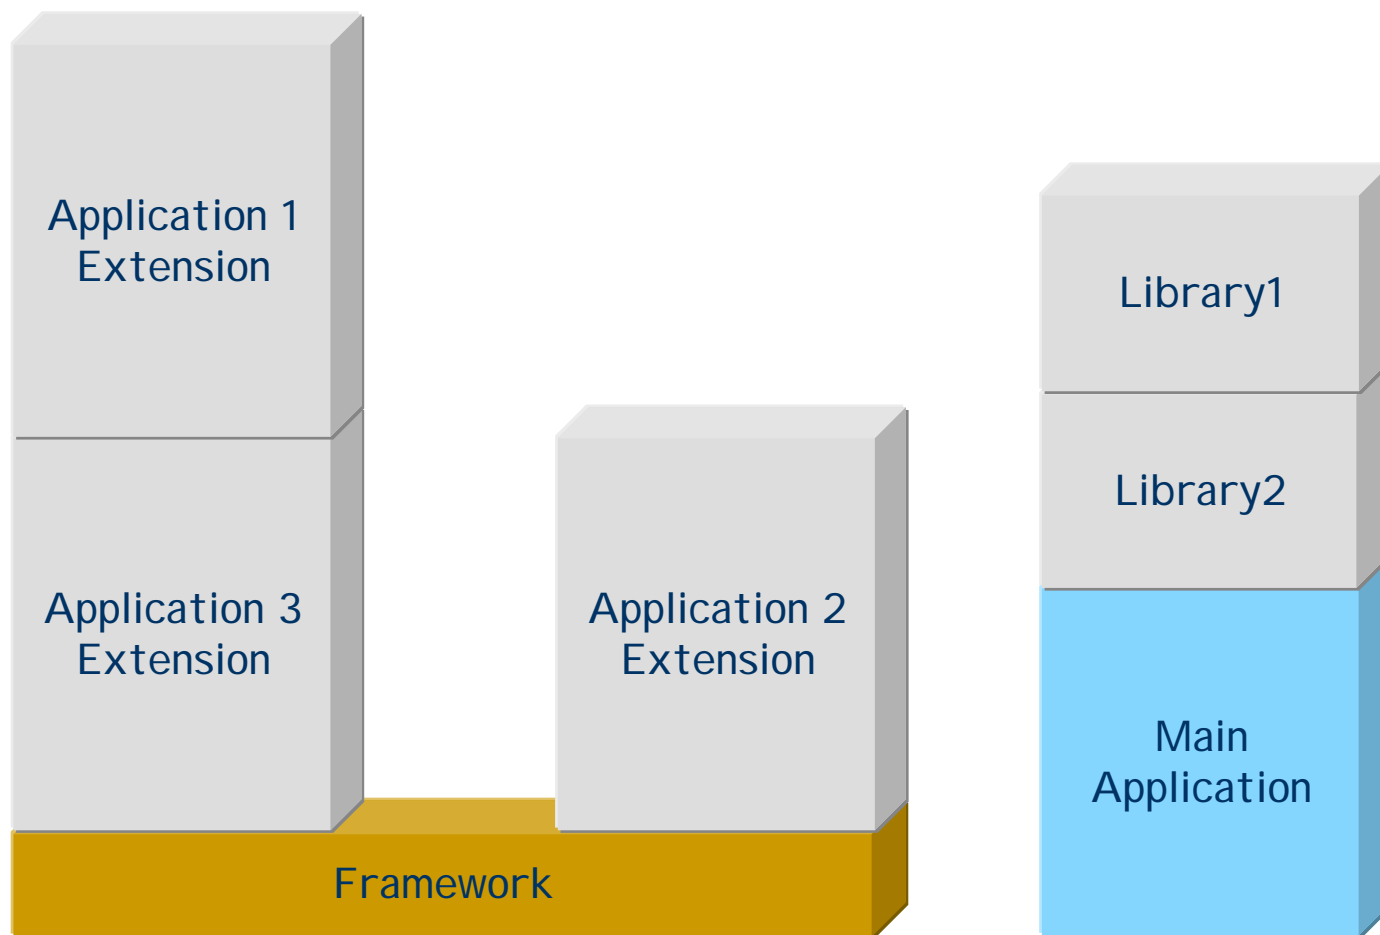 Application 1
Extension
Application 3
Extension
Application 2
Extension
Framework
Library1
Library2
Main
Application